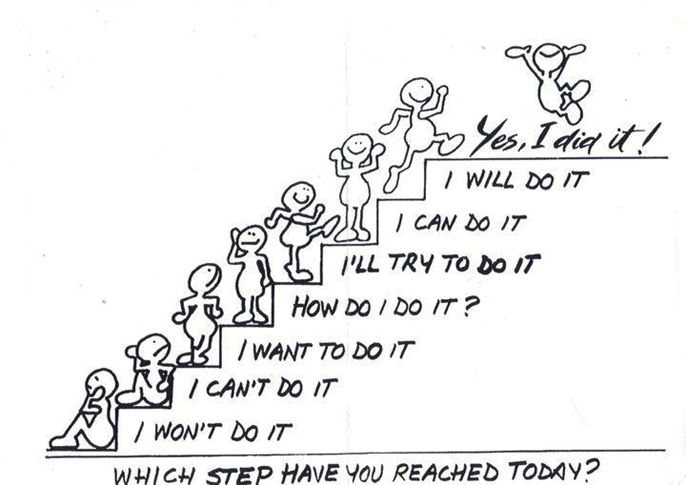 Yes, I did it!
I WILL DO IT
I CAN DO IT
I'LL TRY TO DO IT
HOW DO I DO IT?
I WANT TO DO IT
I CAN'T DO IT
I WON'T DO IT
WHICH STEP HAVE YOU REACHED TODAY?